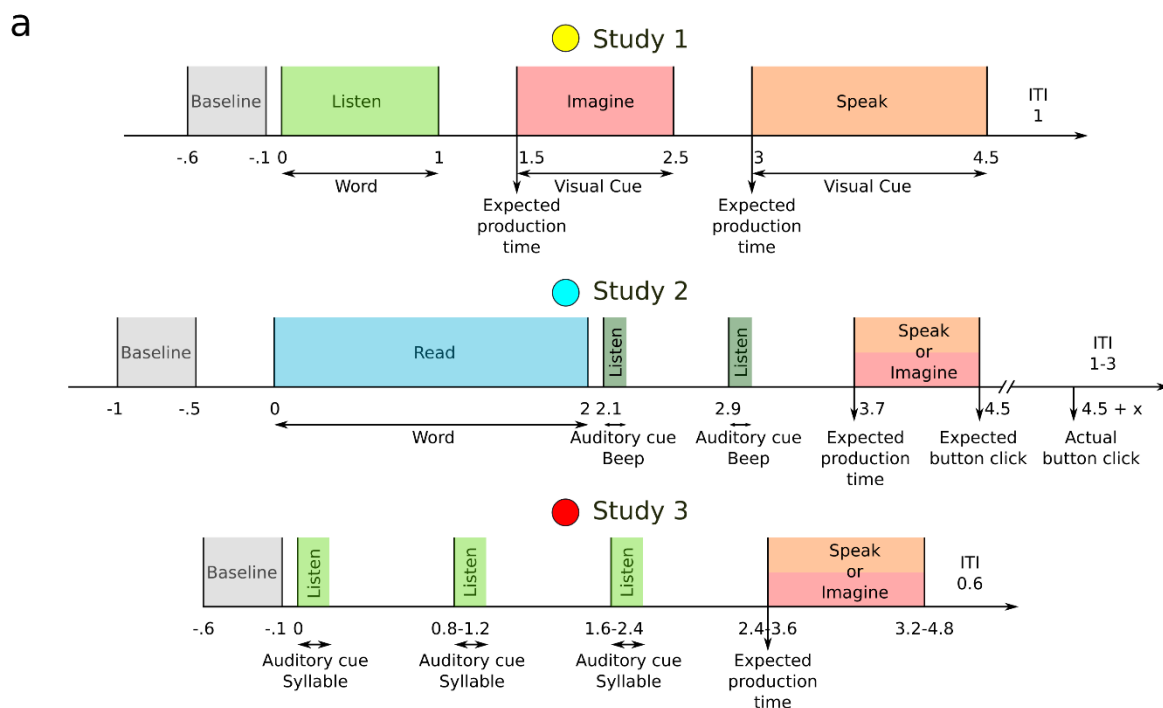 a
Study 1
Baseline
Listen
Imagine
Speak
ITI
1
-.6
-.1
0
1
1.5
2.5
3
4.5
Word
Visual Cue
Visual Cue
Expected
production
time
Expected
production
time
Study 2
Baseline
Read
Listen
Listen
Speak
or
Imagine
ITI
1-3
-1
-.5
0
2
2.1
2.9
3.7
4.5
4.5 + x
Word
Auditory cue
Beep
Auditory cue
Beep
Expected
production
time
Expected
button click
Actual
button click
Study 3
Baseline
Listen
Listen
Listen
Speak
or
Imagine
ITI
0.6
-.6
-.1
0
0.8-1.2
1.6-2.4
2.4-3.6
3.2-4.8
Auditory cue
Syllable
Auditory cue
Syllable
Auditory cue
Syllable
Expected
production
time